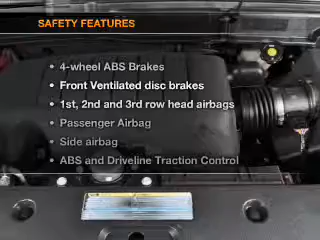 SAFETY FEATURES
• 4-wheel ABS Brakes
• Front Ventilated disc brakes
• 1st, 2nd and 3rd row head airbags
• Passenger Airbag
• Side airbag
• ABS and Driveline Traction Control